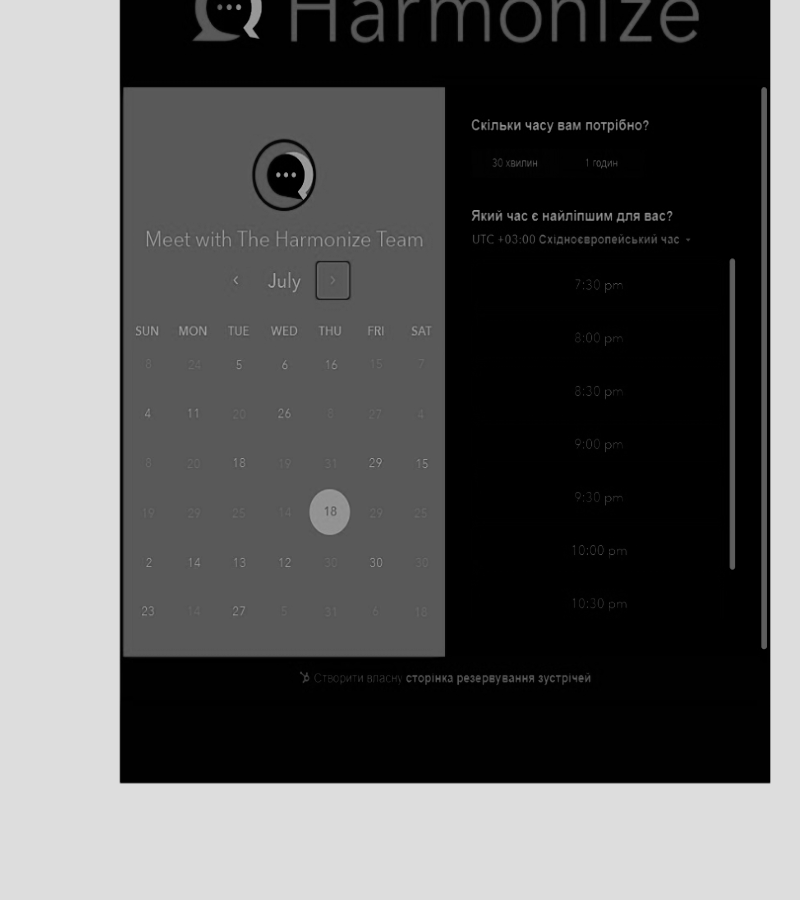 Harmonize
Meet with The Harmonize Team
July
SUN MON TUE WED THU FRI SAT
8 24 5 6 16 15 7
4 11 20 26 8 27 4
8 20 18 19 31 29 15
19 29 25 14 18 29 25
2 14 13 12 30 30 30
23 14 27 5 31 6 18
Скільки часу вам потрібно?
30 хвилин 1 годин
Який час є найліпшим для вас?
UTC +03:00 Східноєвропейський час
7:30 pm
8:00 pm
8:30 pm
9:00 pm
9:30 pm
10:00 pm
10:30 pm
Створити власну сторінка резервування зустрічей